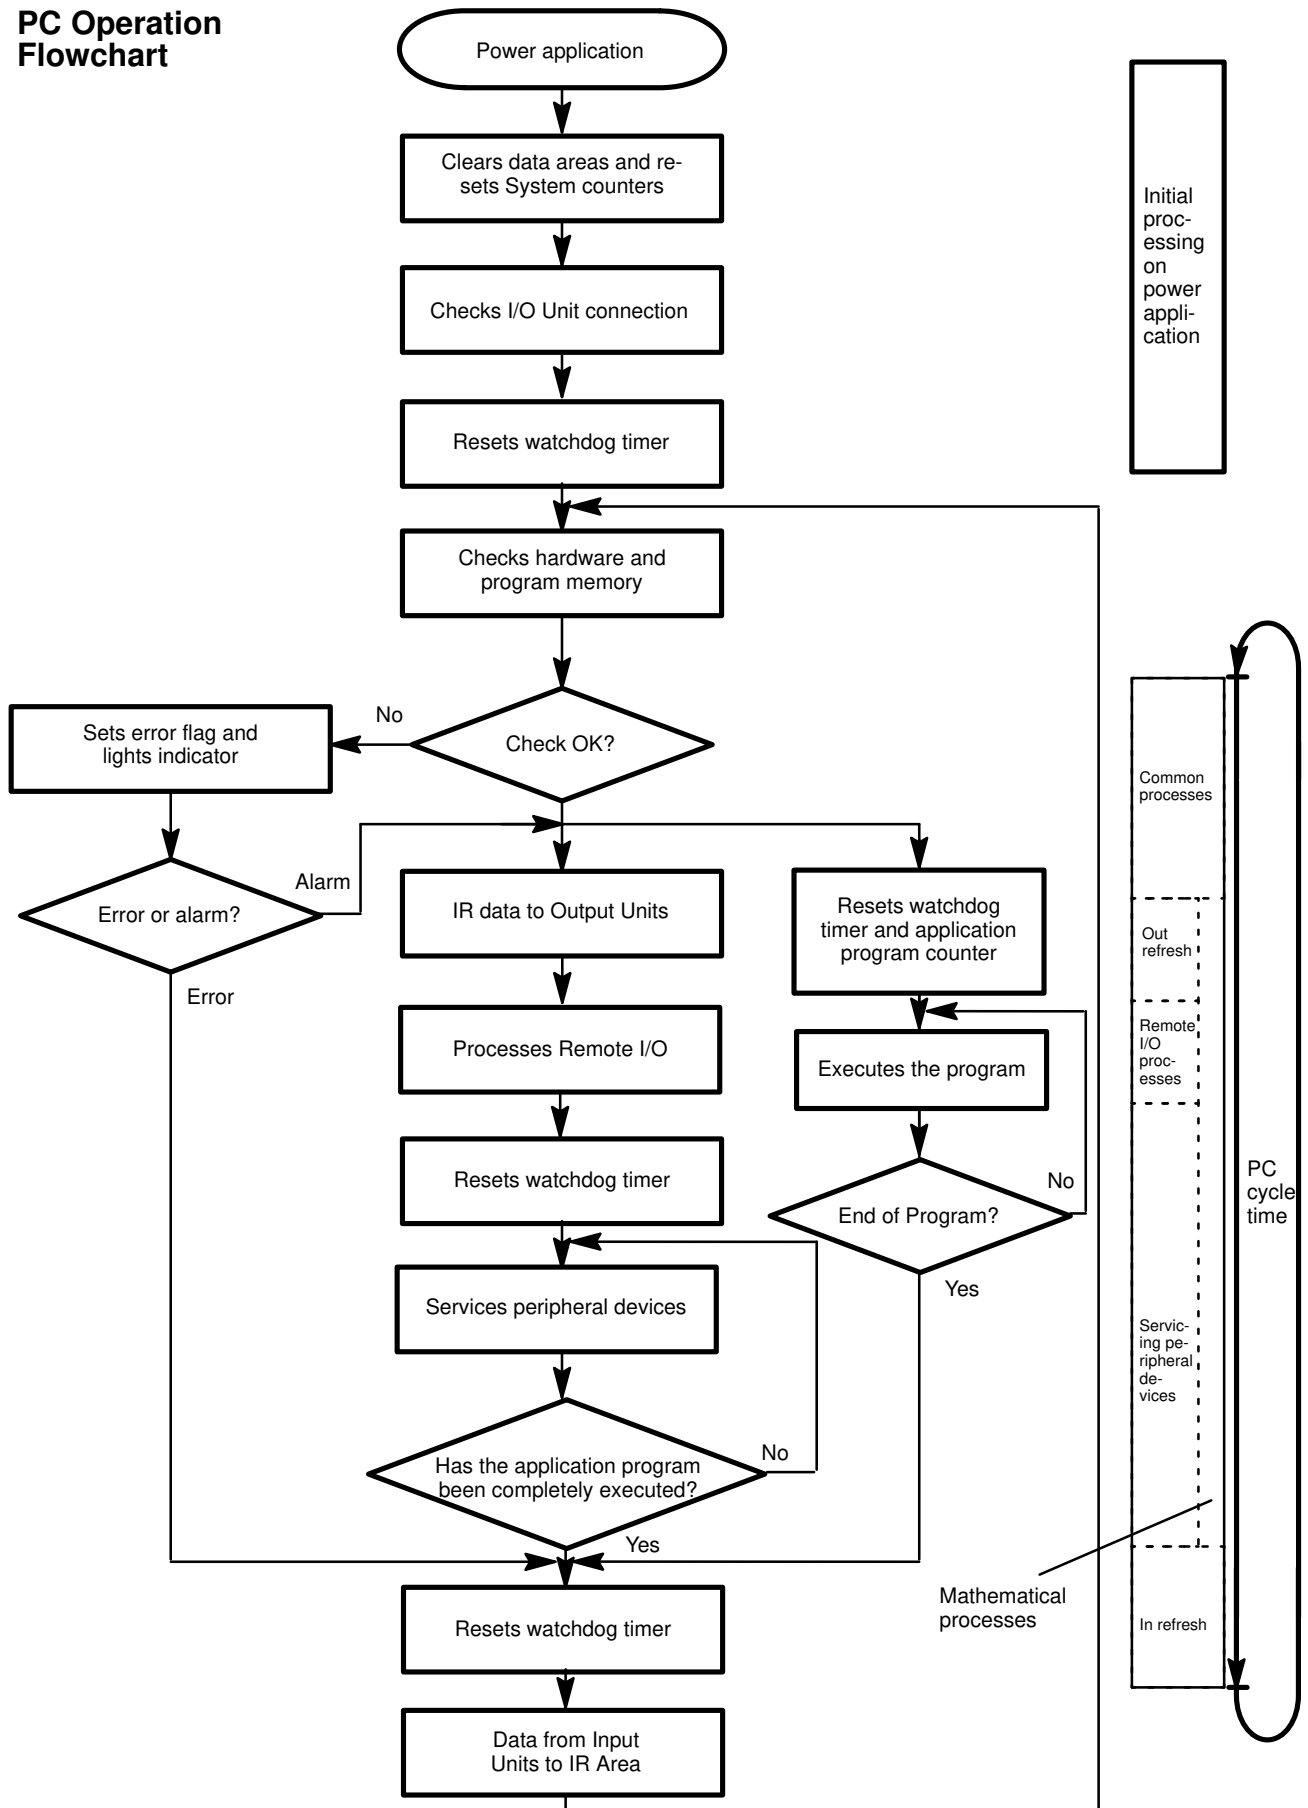 PC Operation
Flowchart
Power application
Clears data areas and re-
sets System counters
Checks I/O Unit connection
Resets watchdog timer
Checks hardware and
program memory
Check OK?
No
Sets error flag and
lights indicator
Error or alarm?
Alarm
Error
IR data to Output Units
Processes Remote I/O
Resets watchdog timer
Services peripheral devices
Has the application program
been completely executed?
No
Yes
Resets watchdog
timer and application
program counter
Executes the program
End of Program?
No
Yes
Resets watchdog timer
Data from Input
Units to IR Area
Initial
proc-
essing
on
power
appli-
cation
Common
processes
Out
refresh
Remote
I/O
proc-
esses
Servic-
ing pe-
ripheral
de-
vices
In refresh
Mathematical
processes
PC
cycle
time